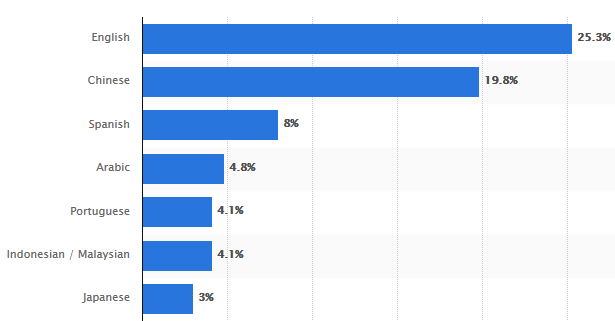 English 25.3%
Chinese 19.8%
Spanish 8%
Arabic 4.8%
Portuguese 4.1%
Indonesian / Malaysian 4.1%
Japanese 3%